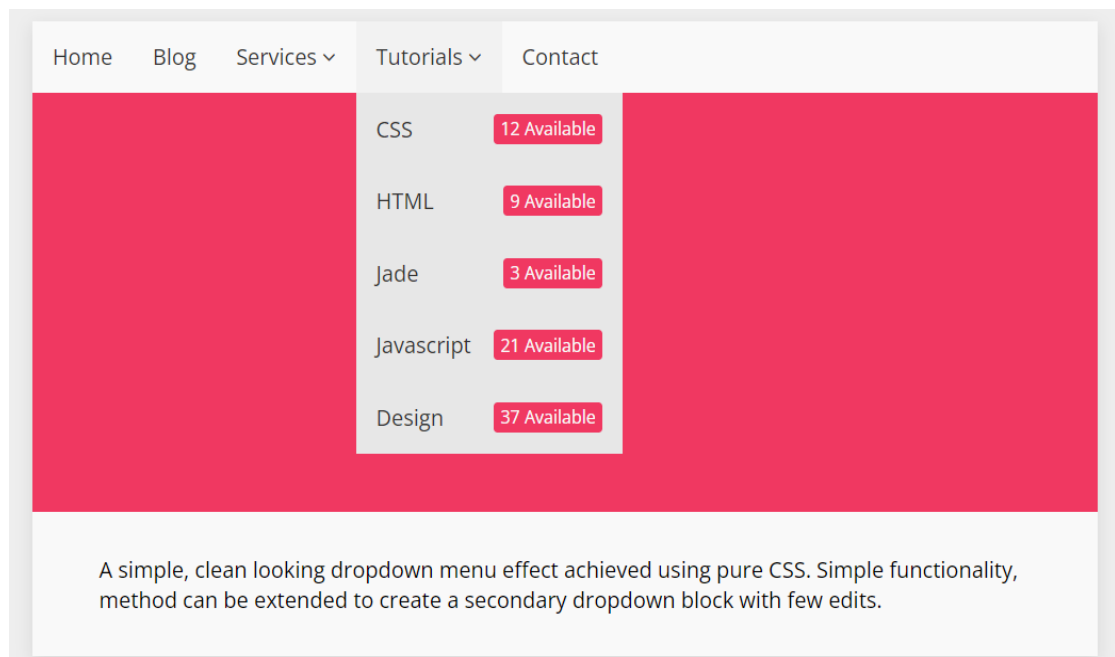 Home Blog Services Tutorials Contact
CSS 12 Available
HTML 9 Available
Jade 3 Available
Javascript 21 Available
Design 37 Available
A simple, clean looking dropdown menu effect achieved using pure CSS. Simple functionality,
method can be extended to create a secondary dropdown block with few edits.